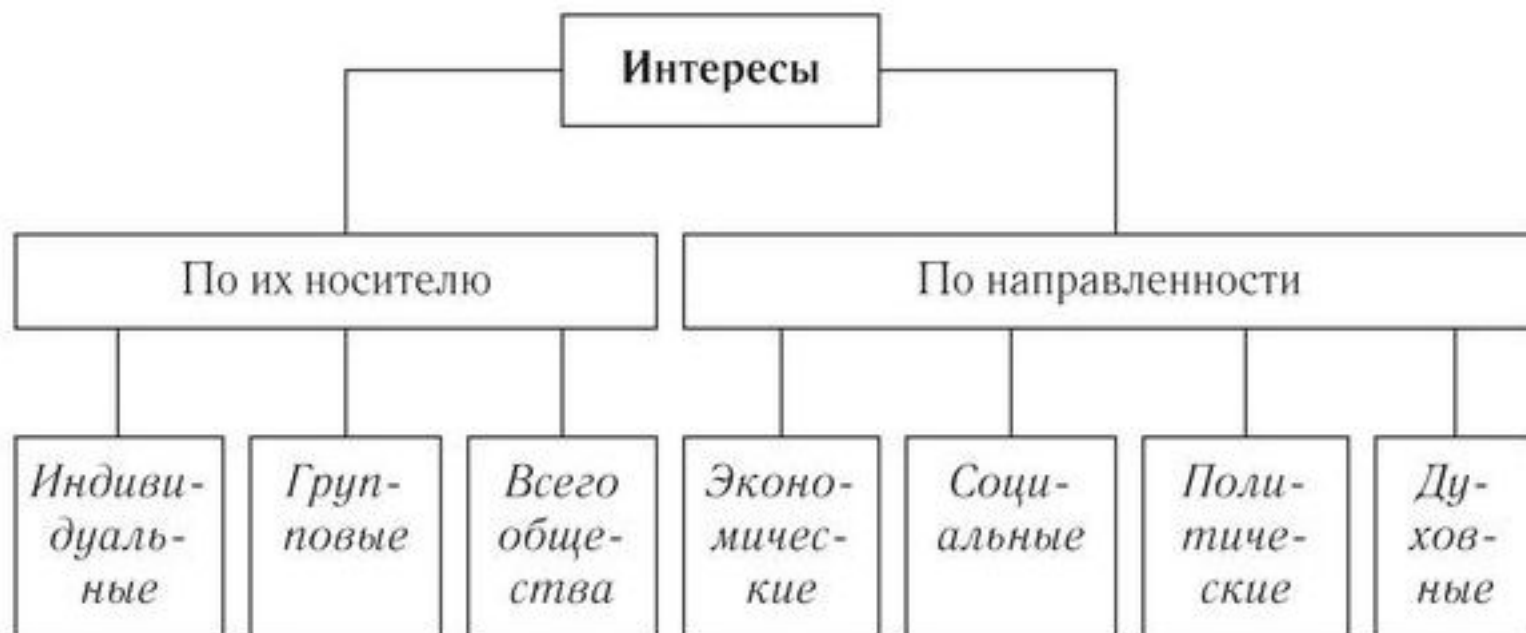 Интересы
По их носителю
По направленности
Индиви-
дуаль-
ные
Груп-
повые
Всего
обще-
ства
Эконо-
мичес-
кие
Соци-
альные
Поли-
тиче-
ские
Ду-
хов-
ные